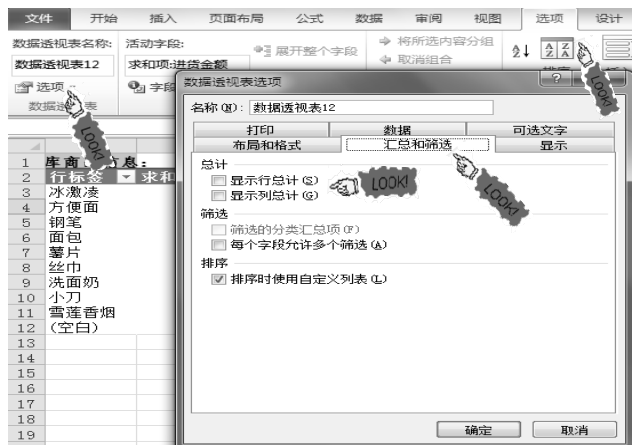 文件 开始 插入 页面布局 公式 数据 审阅 视图 选项 设计
数据透视表名称: 活动字段: 展开整个字段 将所选内容分组
数据透视表12 求和项:进货金额 取消组合
选项 字段
LOOK!
LOOK!
数据透视表选项
名称(N): 数据透视表12
打印 数据 可选文字
布局和格式 汇总和筛选 显示
总计
显示行总计(S)
显示列总计(G)
LOOK!
LOOK!
筛选
筛选的分类汇总项(F)
每个字段允许多个筛选(A)
排序
排序时使用自定义列表(L)
确定 取消
1
2 行标签 求和
3 冰激凌
4 方便面
5 钢笔
6 面包
7 薯片
8 丝巾
9 洗面奶
10 小刀
11 雪莲香烟
12 (空白)
13
14
15
16
17
18
19